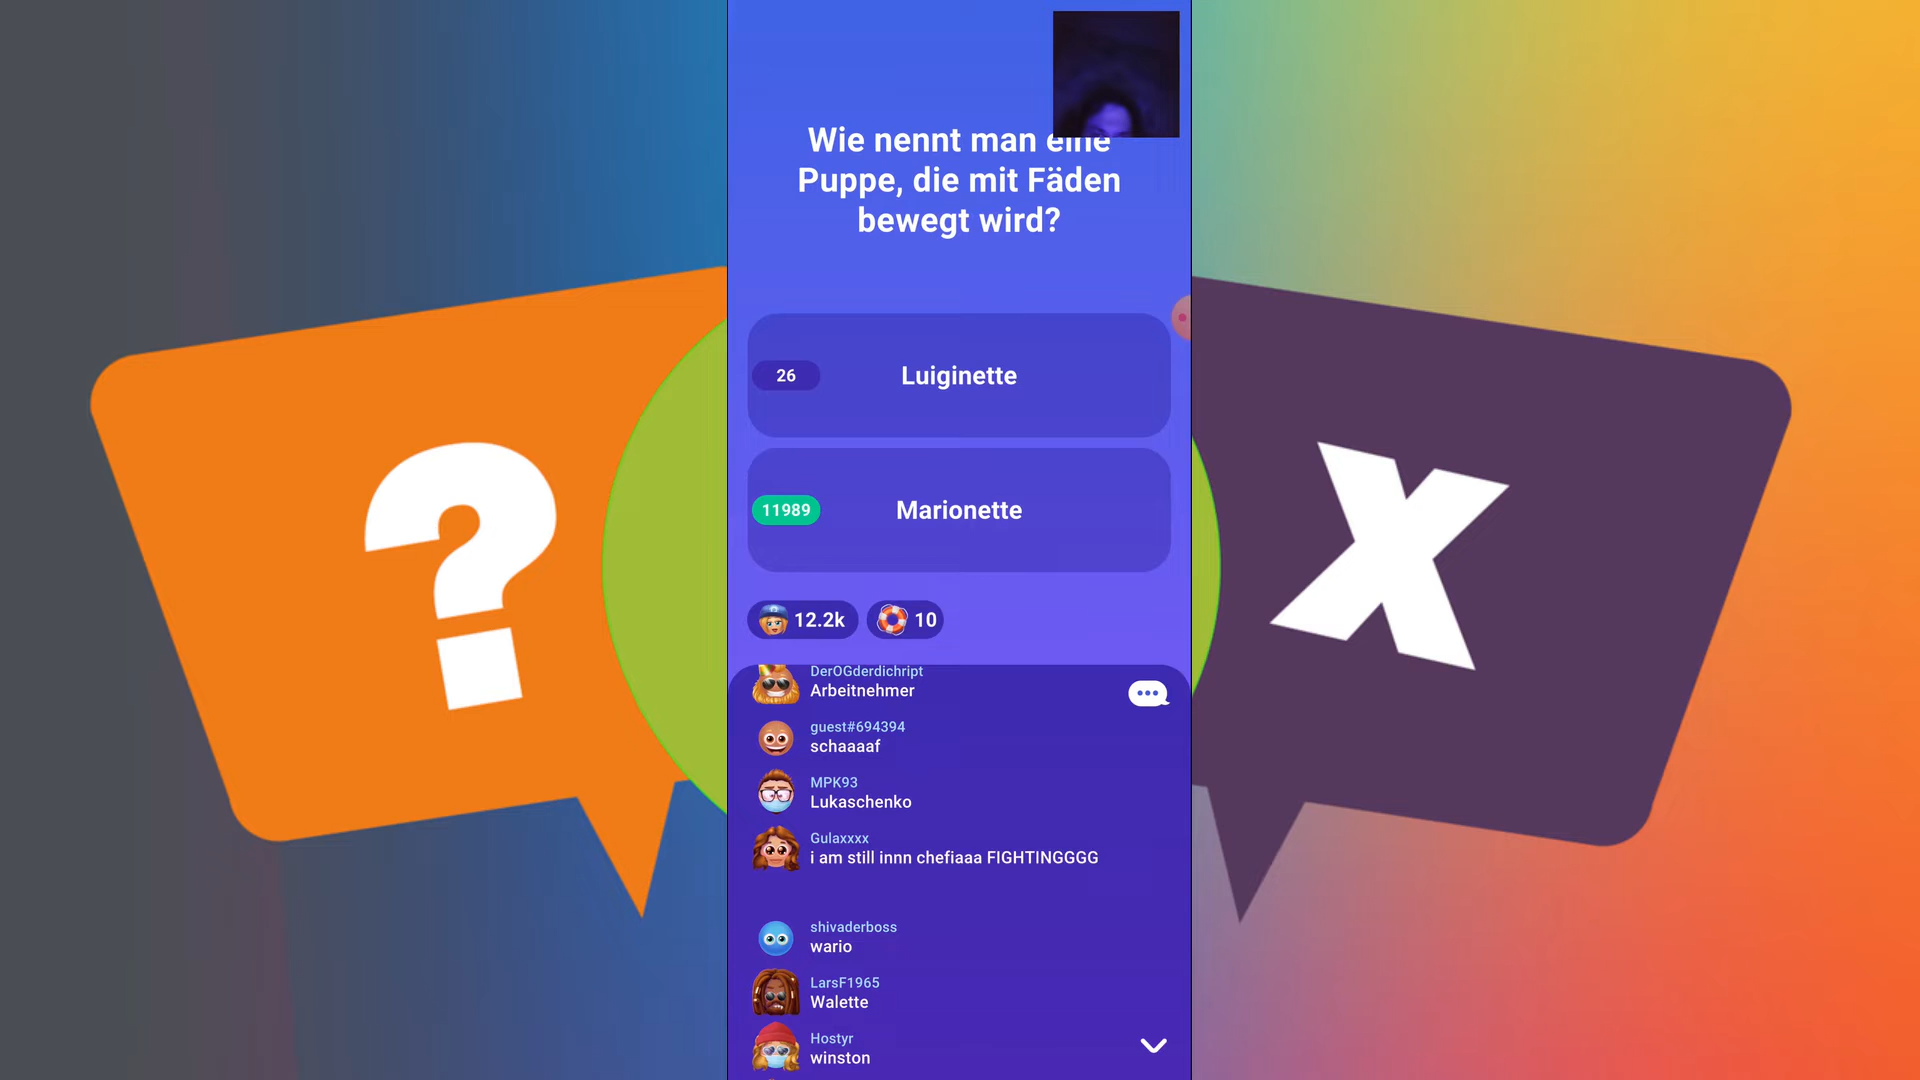 Wie nennt man eine
Puppe, die mit Fäden
bewegt wird?
26
Luiginette
11989
Marionette
12.2k
10
DerOGderdichript
Arbeitnehmer
guest#694394
schaaaaf
MPK93
Lukaschenko
Gulaxxxx
i am still innn chefiaaa FIGHTINGGGG
shivaderboss
wario
LarsF1965
Walette
Hostyr
winston
?
X